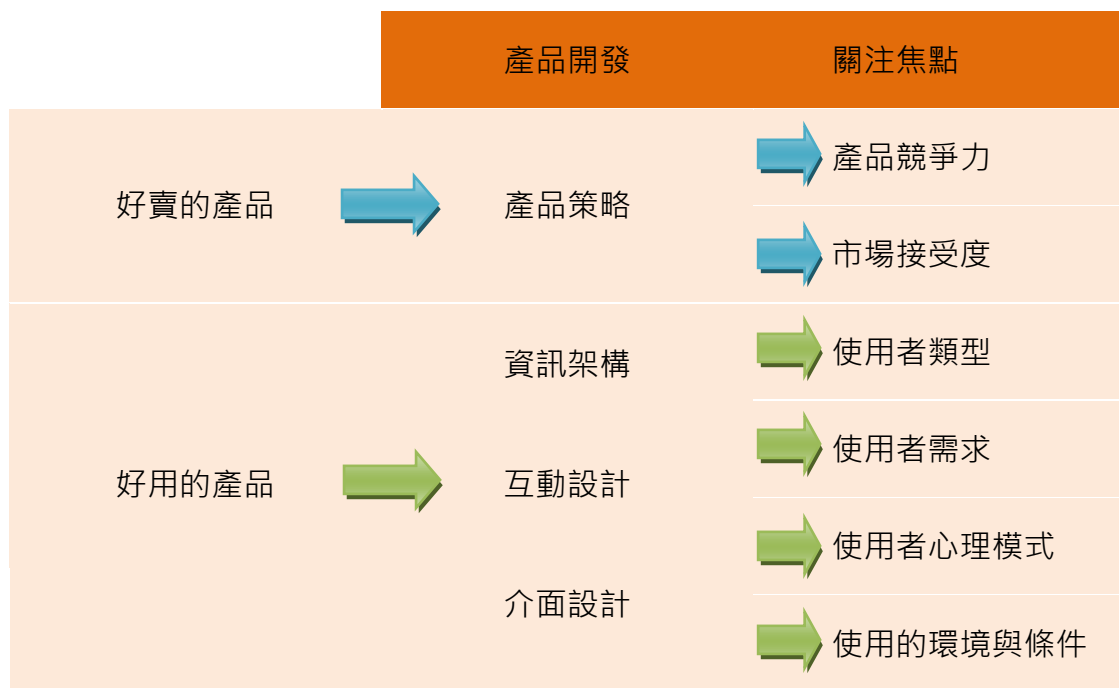 產品開發
關注焦點
好賣的產品
產品策略
產品競爭力
市場接受度
好用的產品
資訊架構
互動設計
介面設計
使用者類型
使用者需求
使用者心理模式
使用的環境與條件